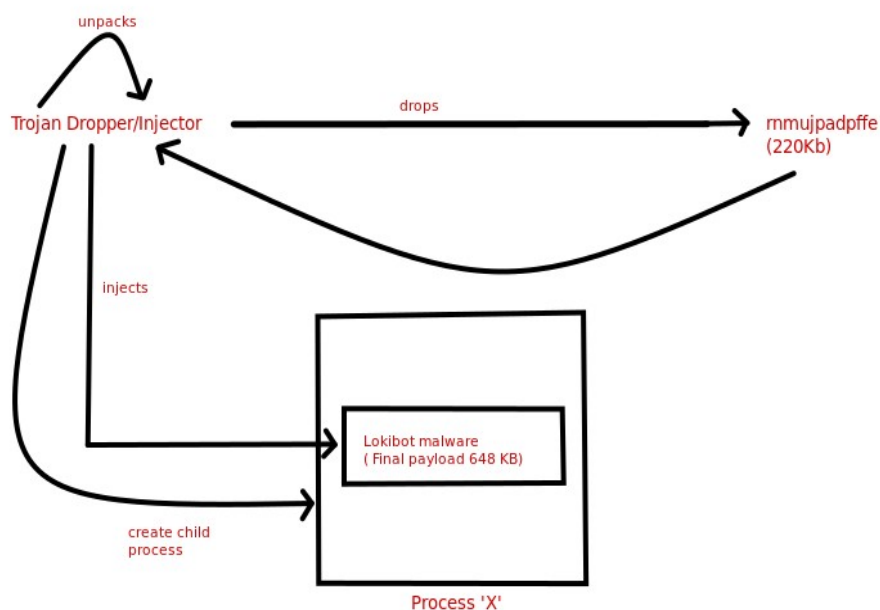 unpacks
drops
Trojan Dropper/Injector
rnmujpadpffe
(220Kb)
injects
Lokibot malware
( Final payload 648 KB)
create child
process
Process 'X'